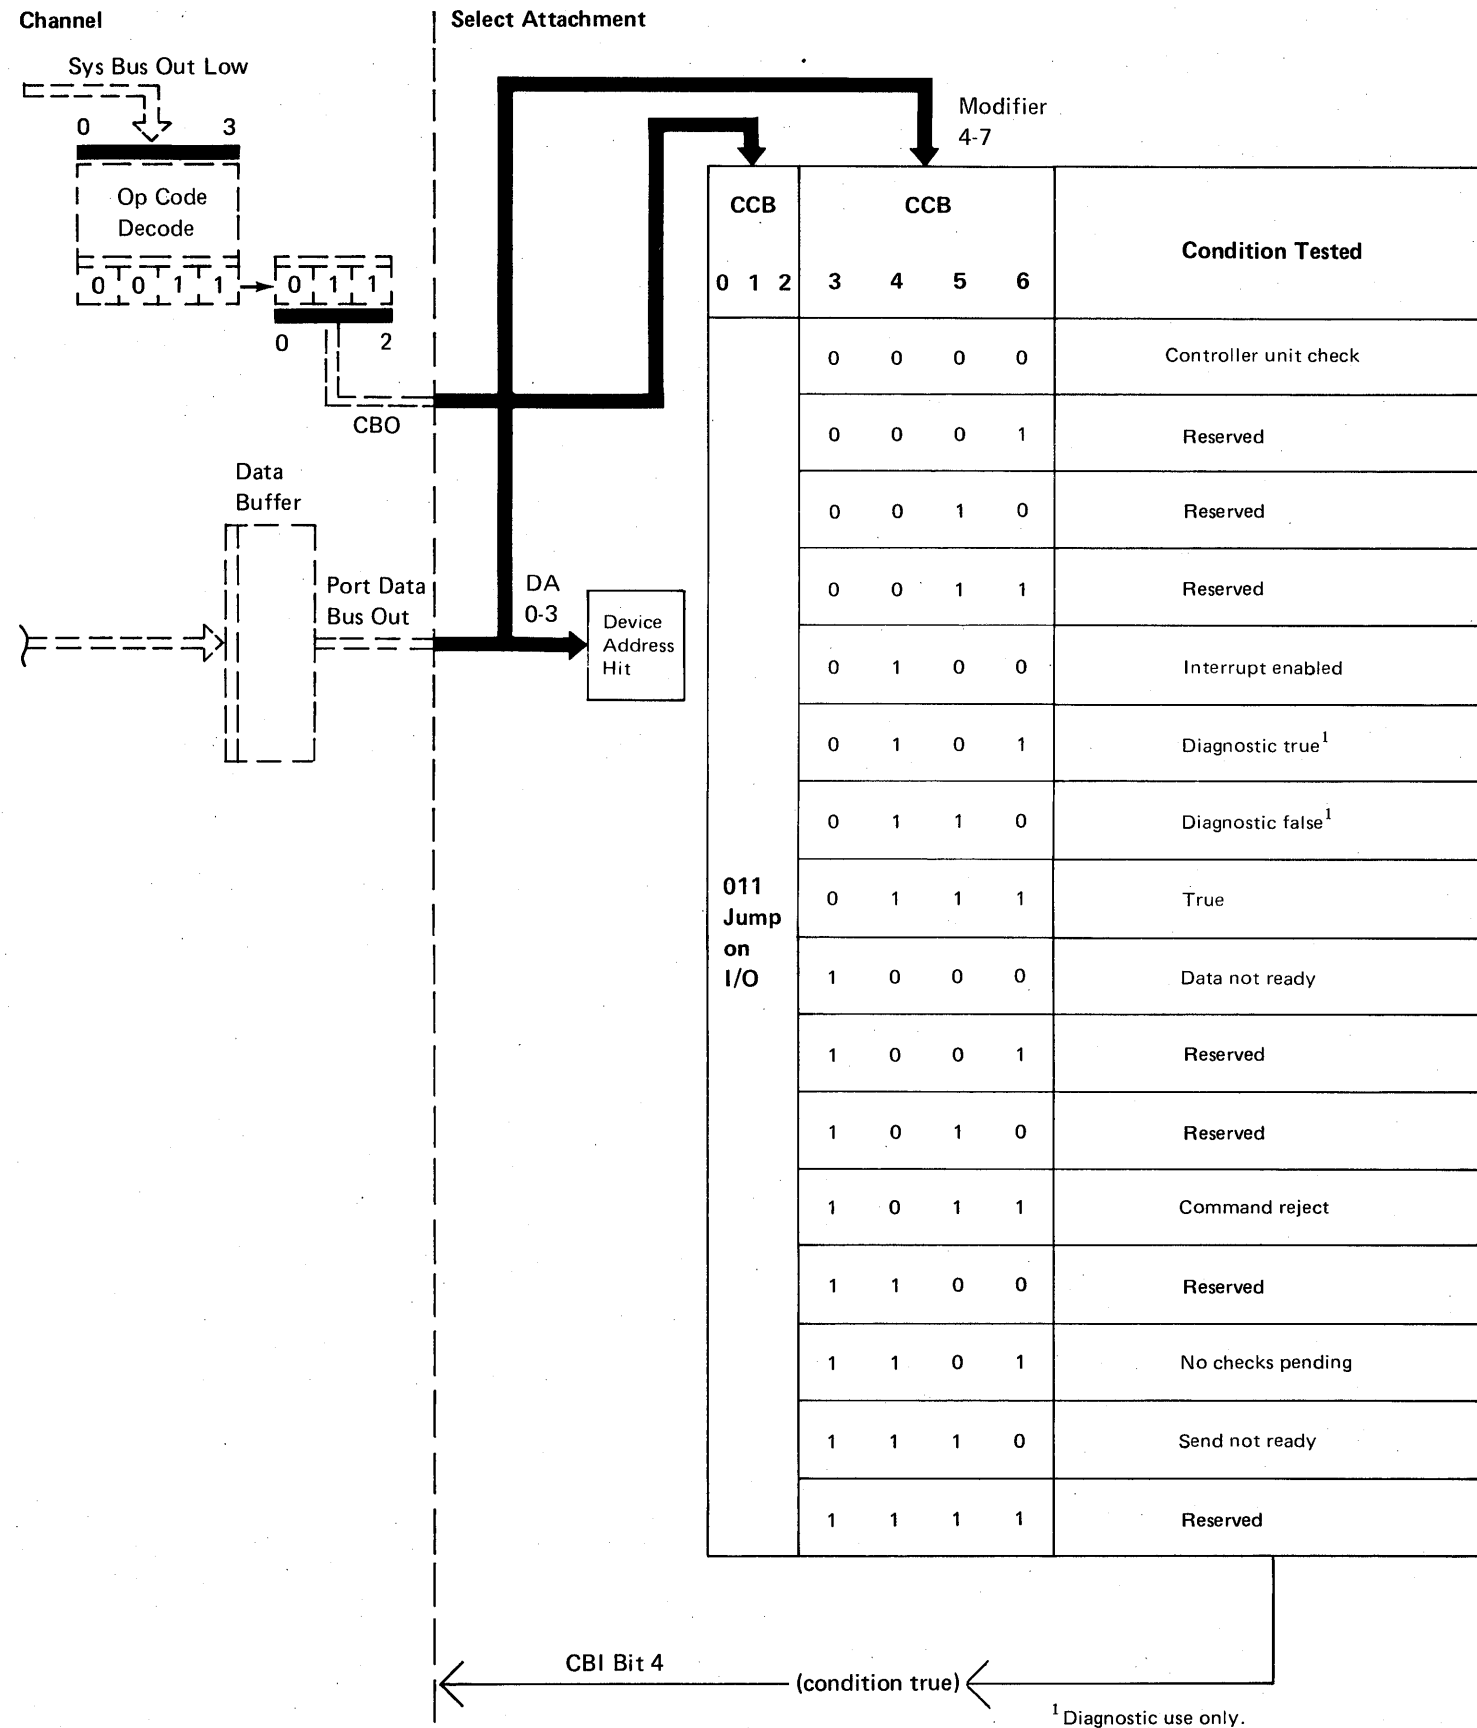 Channel
Select Attachment
Sys Bus Out Low
0 3
Op Code
Decode
0 0 1 1
0 1 1
0 2
CBO
Data
Buffer
Port Data
Bus Out
DA
0-3
Device
Address
Hit
Modifier
4-7
CCB CCB Condition Tested
0 1 2 3 4 5 6
011
Jump
on
I/O
0 0 0 0 Controller unit check
0 0 0 1 Reserved
0 0 1 0 Reserved
0 0 1 1 Reserved
0 1 0 0 Interrupt enabled
0 1 0 1 Diagnostic true¹
0 1 1 0 Diagnostic false¹
0 1 1 1 True
1 0 0 0 Data not ready
1 0 0 1 Reserved
1 0 1 0 Reserved
1 0 1 1 Command reject
1 1 0 0 Reserved
1 1 0 1 No checks pending
1 1 1 0 Send not ready
1 1 1 1 Reserved
CBI Bit 4
(condition true)
¹ Diagnostic use only.